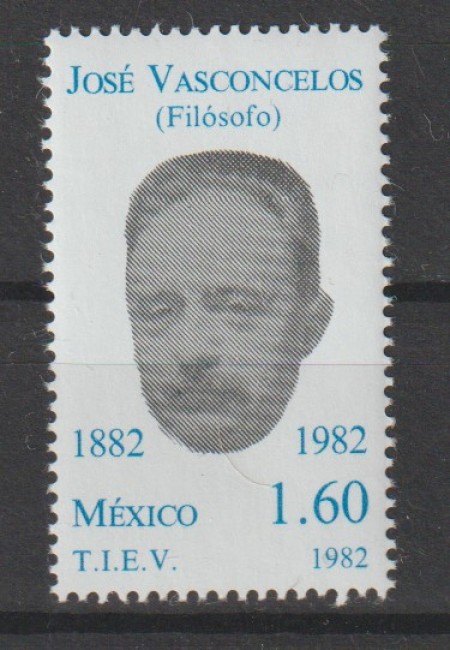 JOSÉ VASCONCELOS
(Filósofo)
1882 1982
MÉXICO 1.60
T.I.E.V. 1982